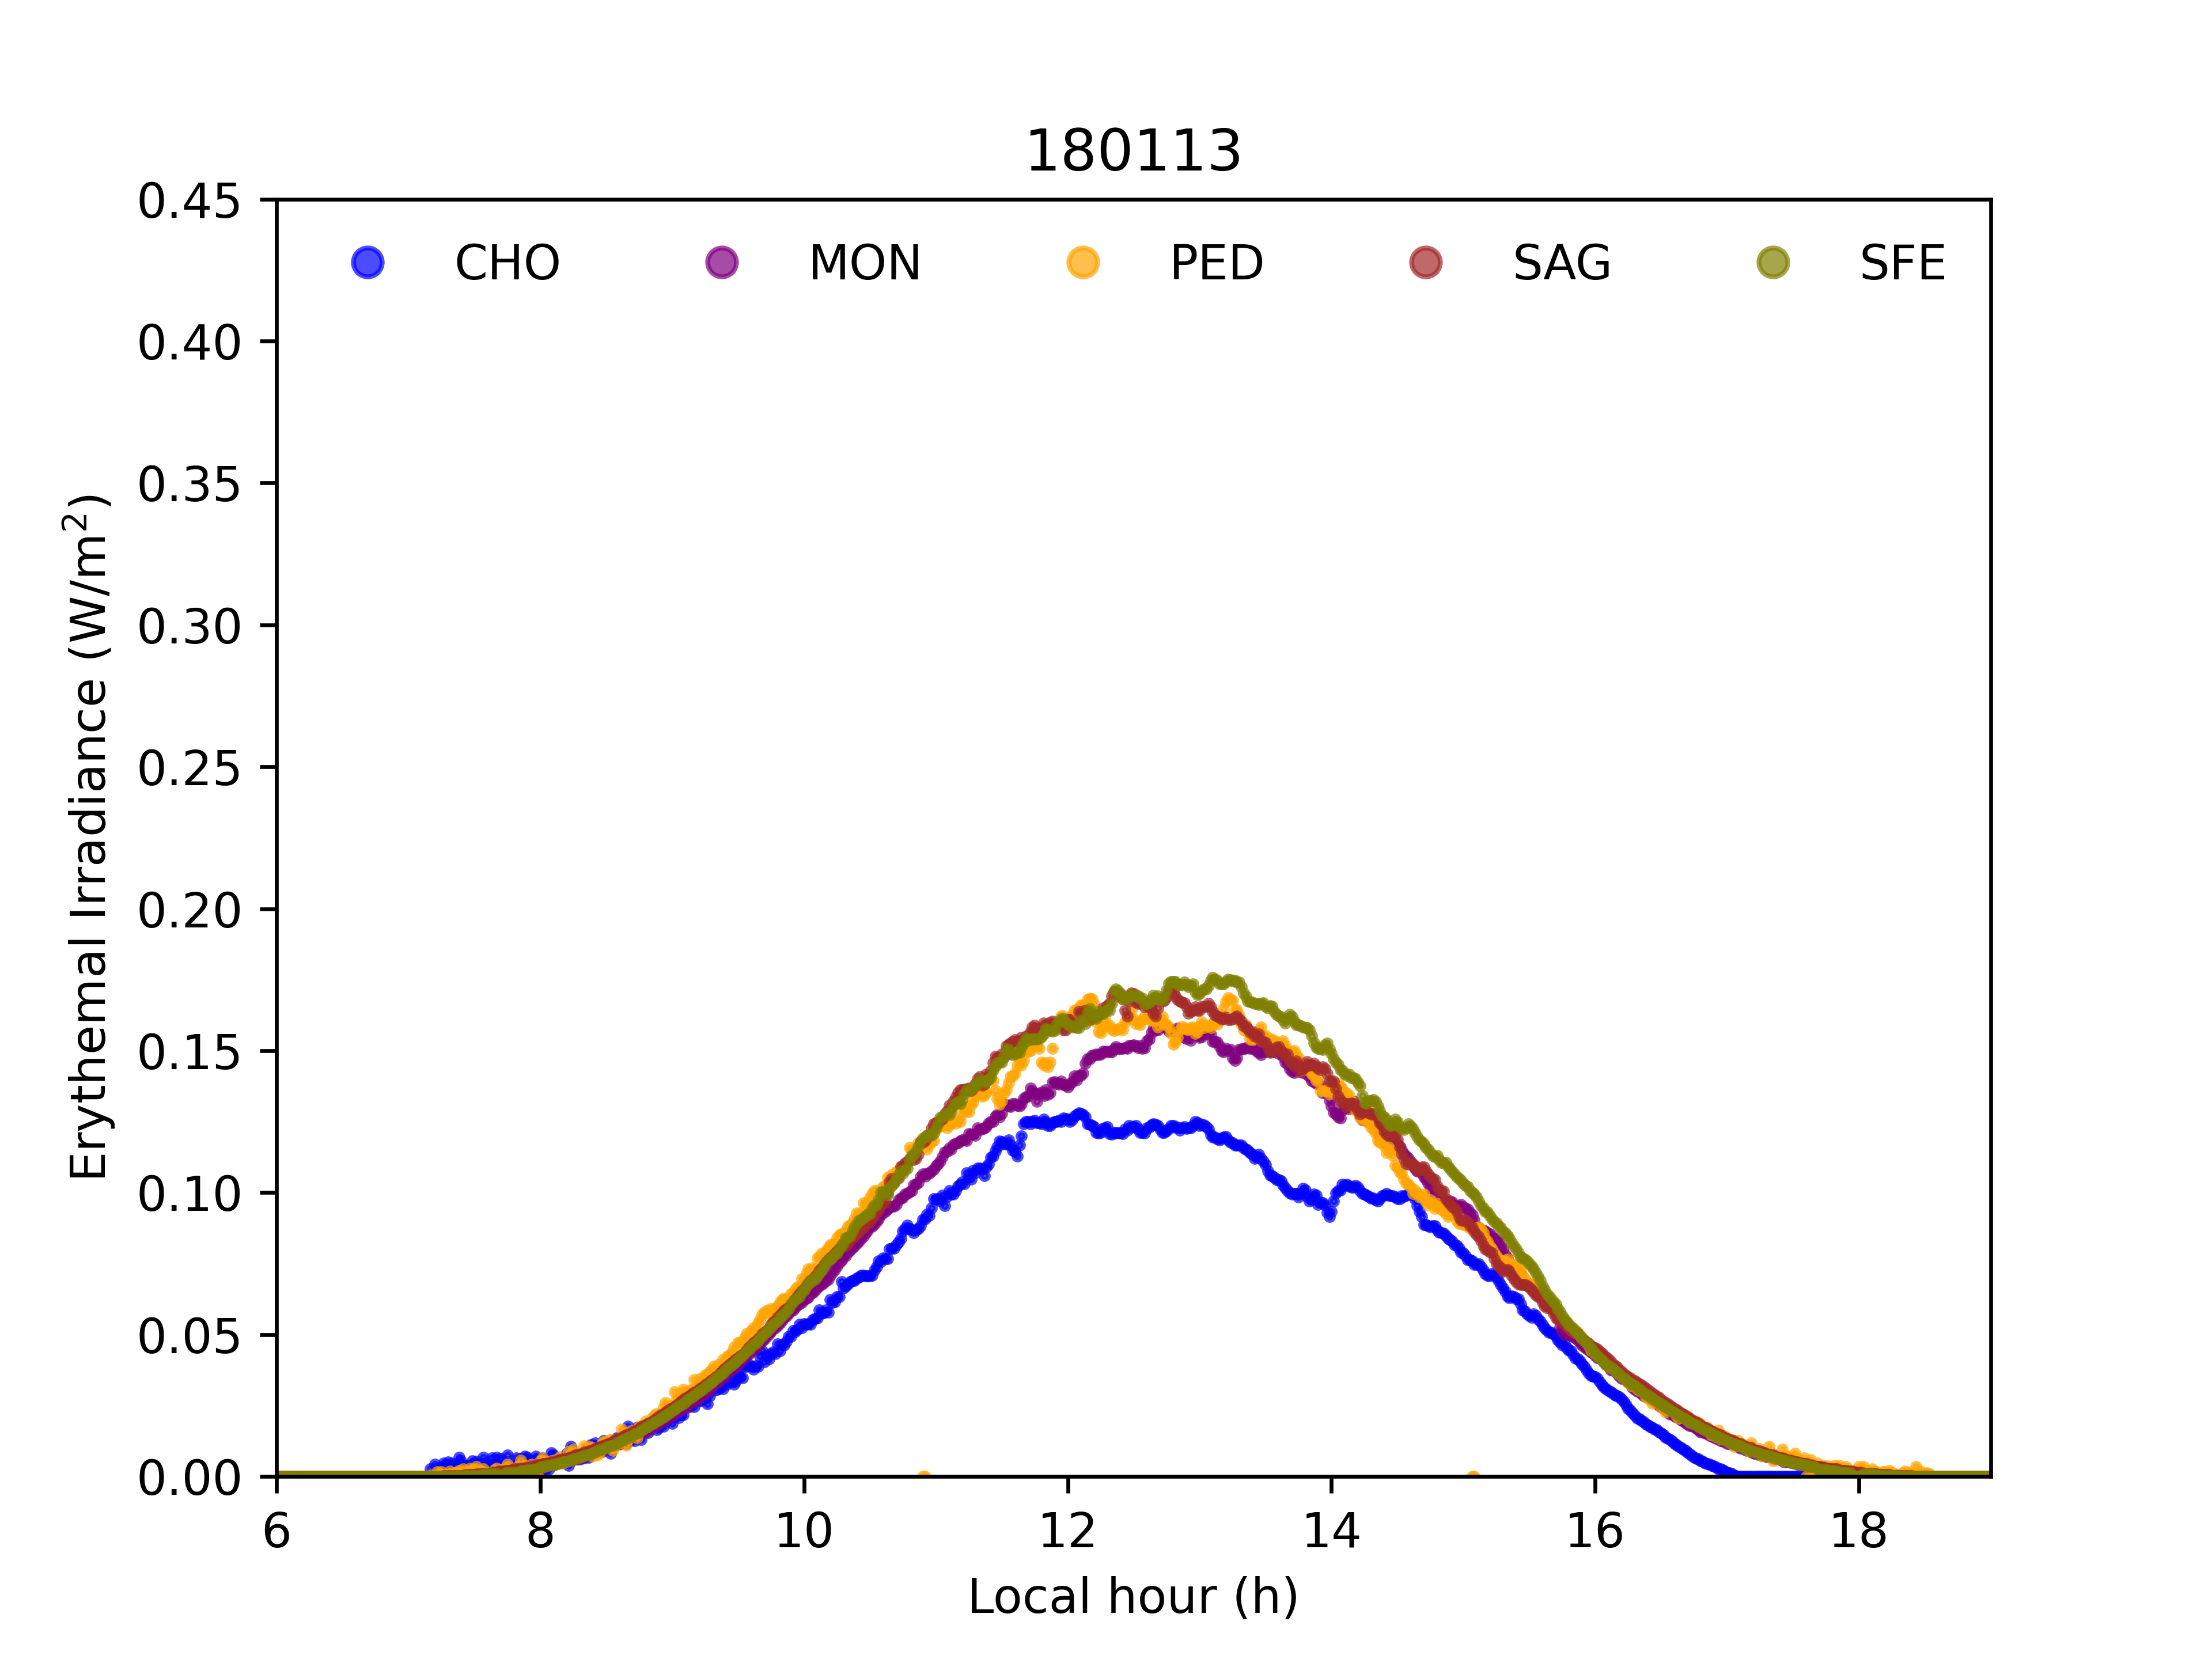 180113
CHO MON PED SAG SFE
0.45
0.40
0.35
0.30
0.25
0.20
0.15
0.10
0.05
0.00
Erythemal Irradiance (W/m²)
6 8 10 12 14 16 18
Local hour (h)